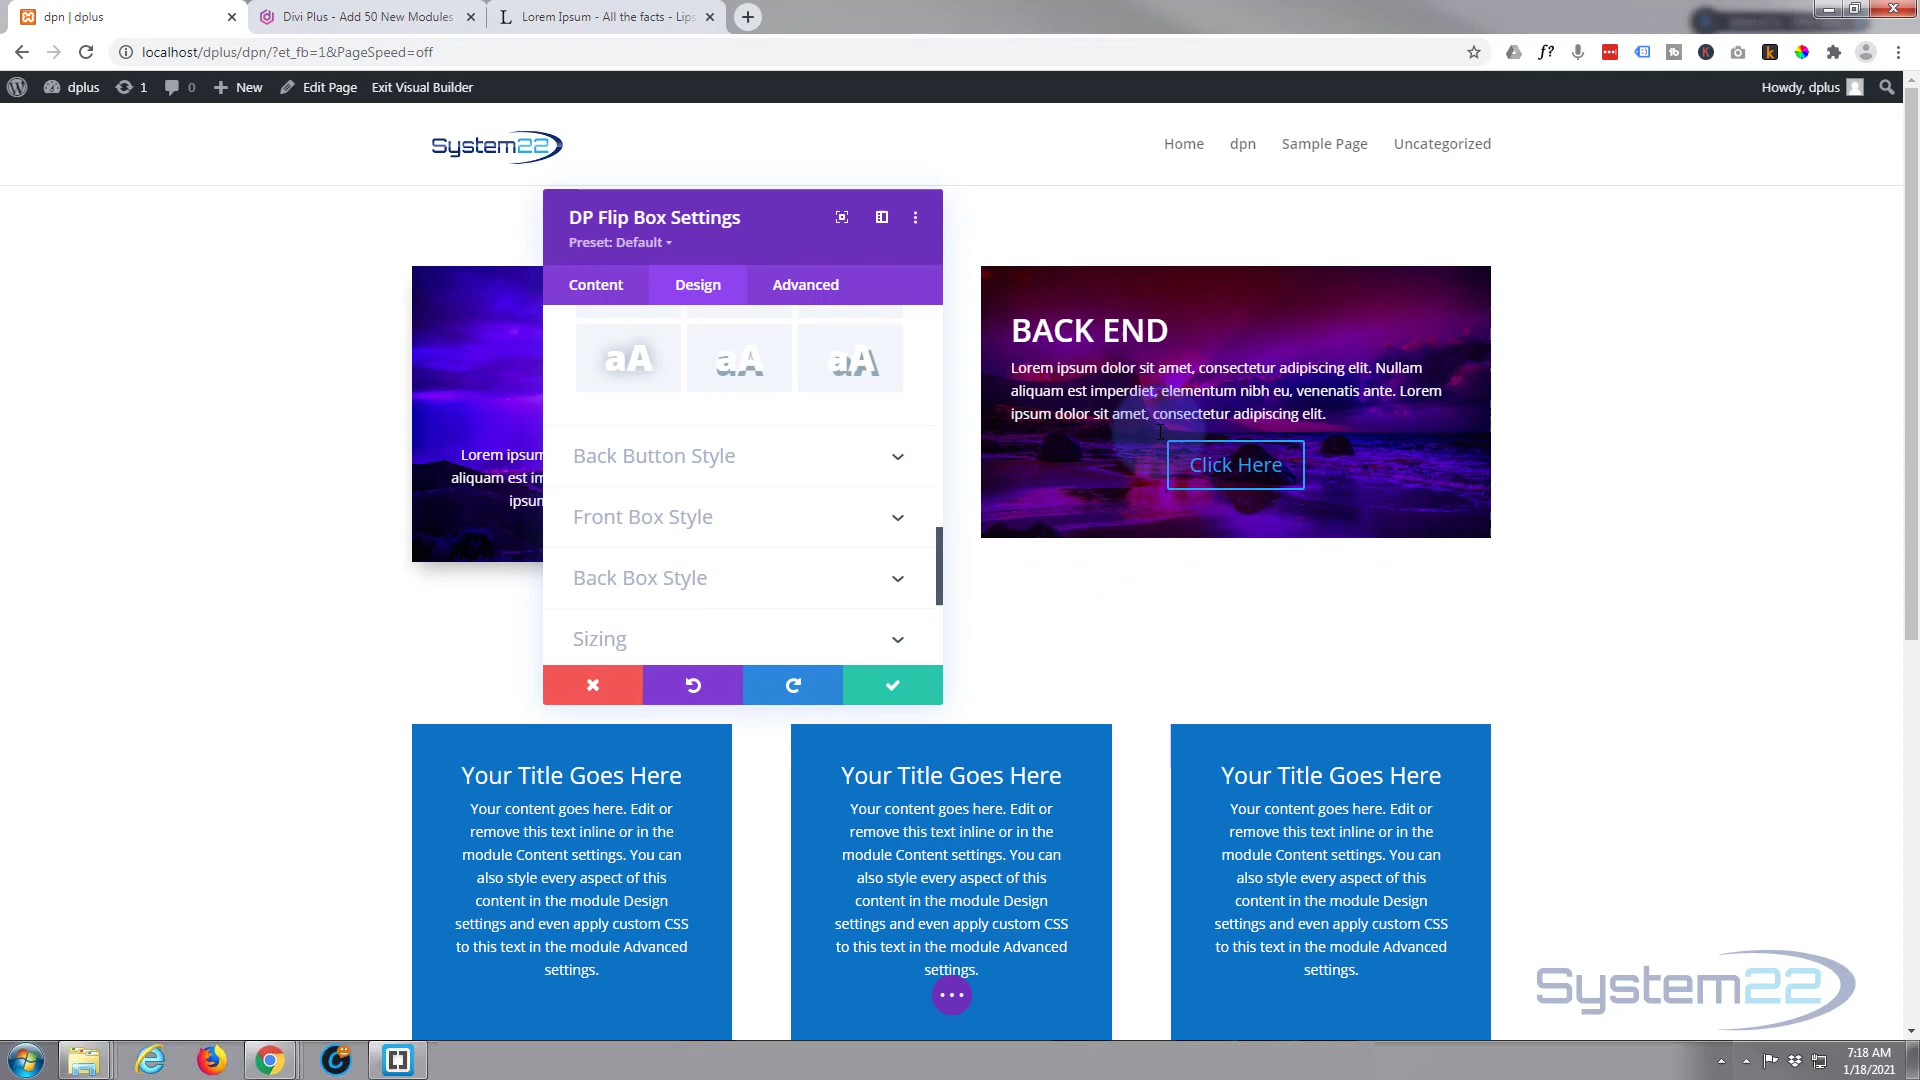 dpn | dplus
Divi Plus - Add 50 New Modules
Lorem Ipsum - All the facts - Lips
localhost/dplus/dpn/?et_fb=1&PageSpeed=off
dplus 1 0 New Edit Page Exit Visual Builder Howdy, dplus
System22
Home dpn Sample Page Uncategorized
DP Flip Box Settings
Preset: Default
Content Design Advanced
aA aA aA
Back Button Style
Front Box Style
Back Box Style
Sizing
Lorem ipsum
aliquam est im
ipsu
BACK END
Lorem ipsum dolor sit amet, consectetur adipiscing elit. Nullam
aliquam est imperdiet, elementum nibh eu, venenatis ante. Lorem
ipsum dolor sit amet, consectetur adipiscing elit.
Click Here
Your Title Goes Here
Your content goes here. Edit or
remove this text inline or in the
module Content settings. You can
also style every aspect of this
content in the module Design
settings and even apply custom CSS
to this text in the module Advanced
settings.
Your Title Goes Here
Your content goes here. Edit or
remove this text inline or in the
module Content settings. You can
also style every aspect of this
content in the module Design
settings and even apply custom CSS
to this text in the module Advanced
settings.
Your Title Goes Here
Your content goes here. Edit or
remove this text inline or in the
module Content settings. You can
also style every aspect of this
content in the module Design
settings and even apply custom CSS
to this text in the module Advanced
settings.
System22
7:18 AM
1/18/2021